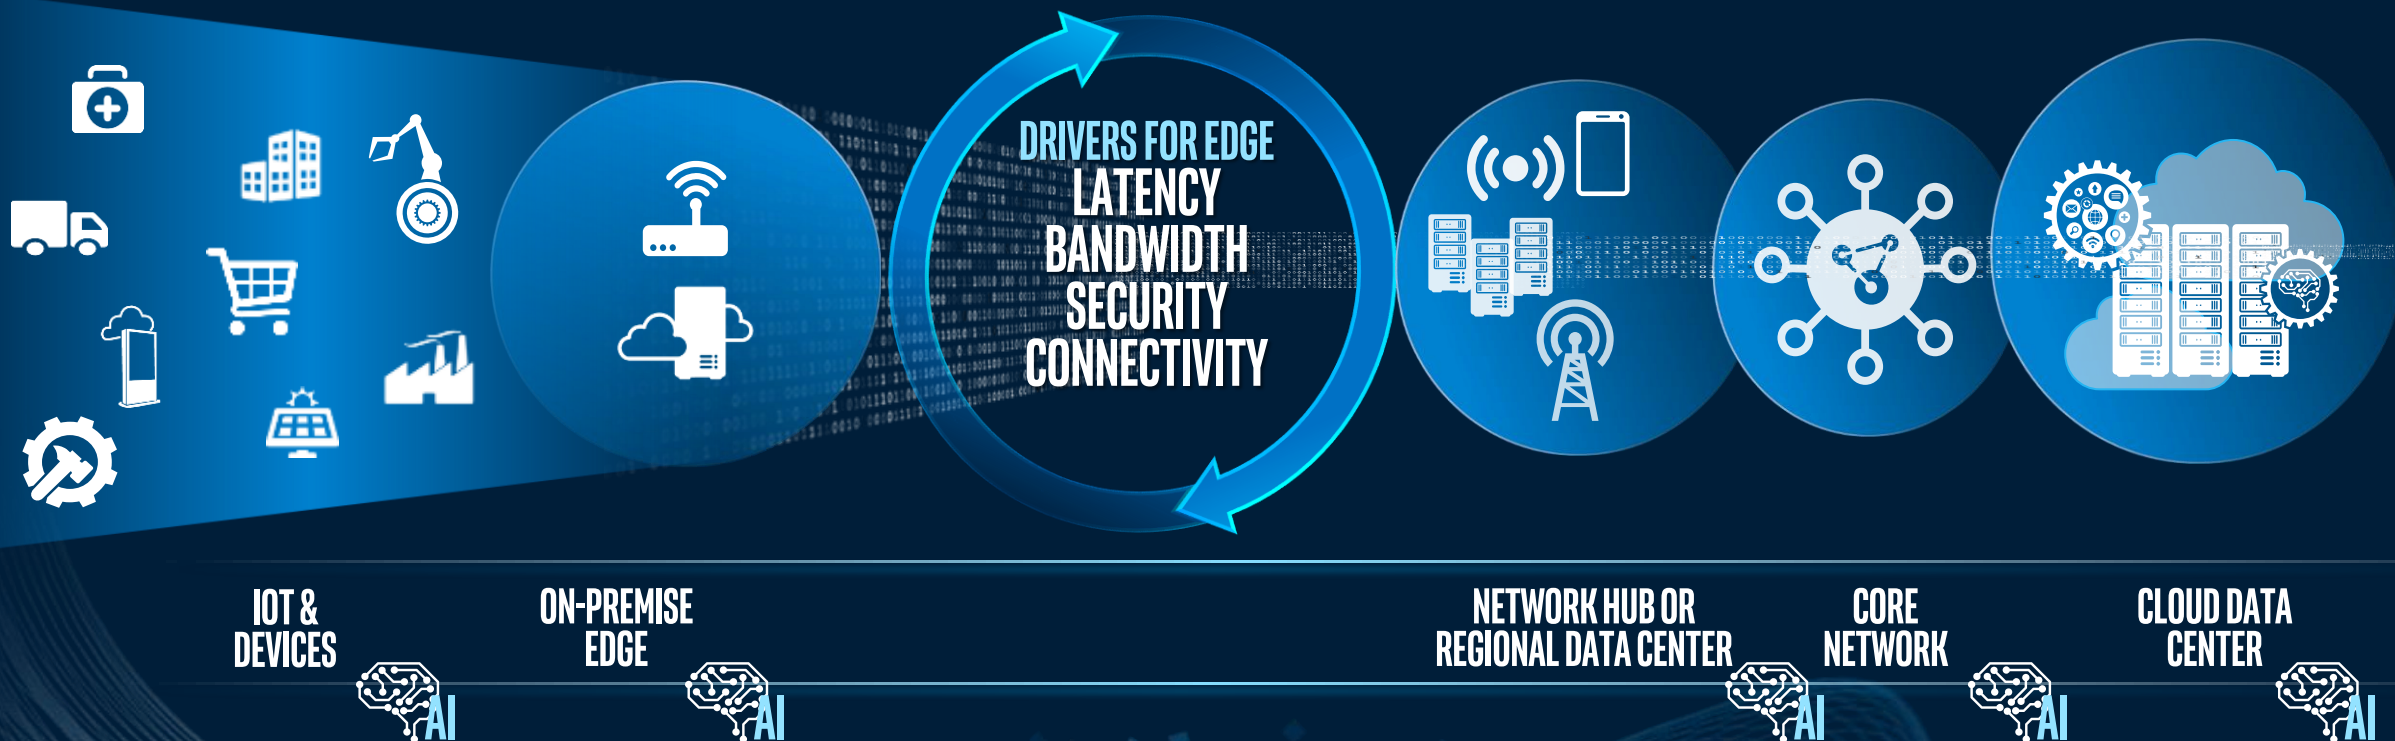 DRIVERS FOR EDGE
LATENCY
BANDWIDTH
SECURITY
CONNECTIVITY
IOT &
DEVICES
ON-PREMISE
EDGE
NETWORK HUB OR
REGIONAL DATA CENTER
CORE
NETWORK
CLOUD DATA
CENTER
AI
AI
AI
AI
AI